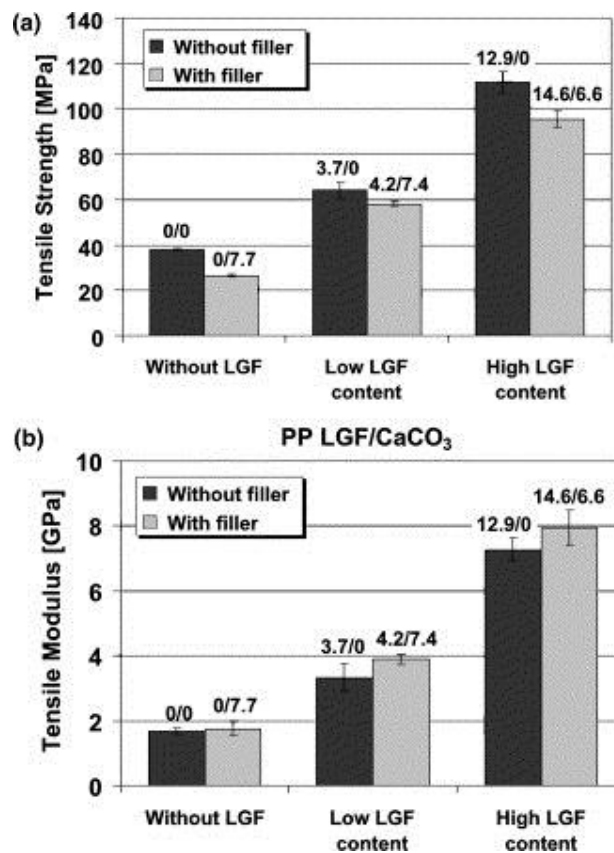 (a)
Tensile Strength [MPa]
140
120
100
80
60
40
20
0
Without filler
With filler
0/0
0/7.7
3.7/0
4.2/7.4
12.9/0
14.6/6.6
Without LGF
Low LGF
content
High LGF
content
(b)
PP LGF/CaCO₃
Tensile Modulus [GPa]
10
8
6
4
2
0
Without filler
With filler
0/0
0/7.7
3.7/0
4.2/7.4
12.9/0
14.6/6.6
Without LGF
Low LGF
content
High LGF
content